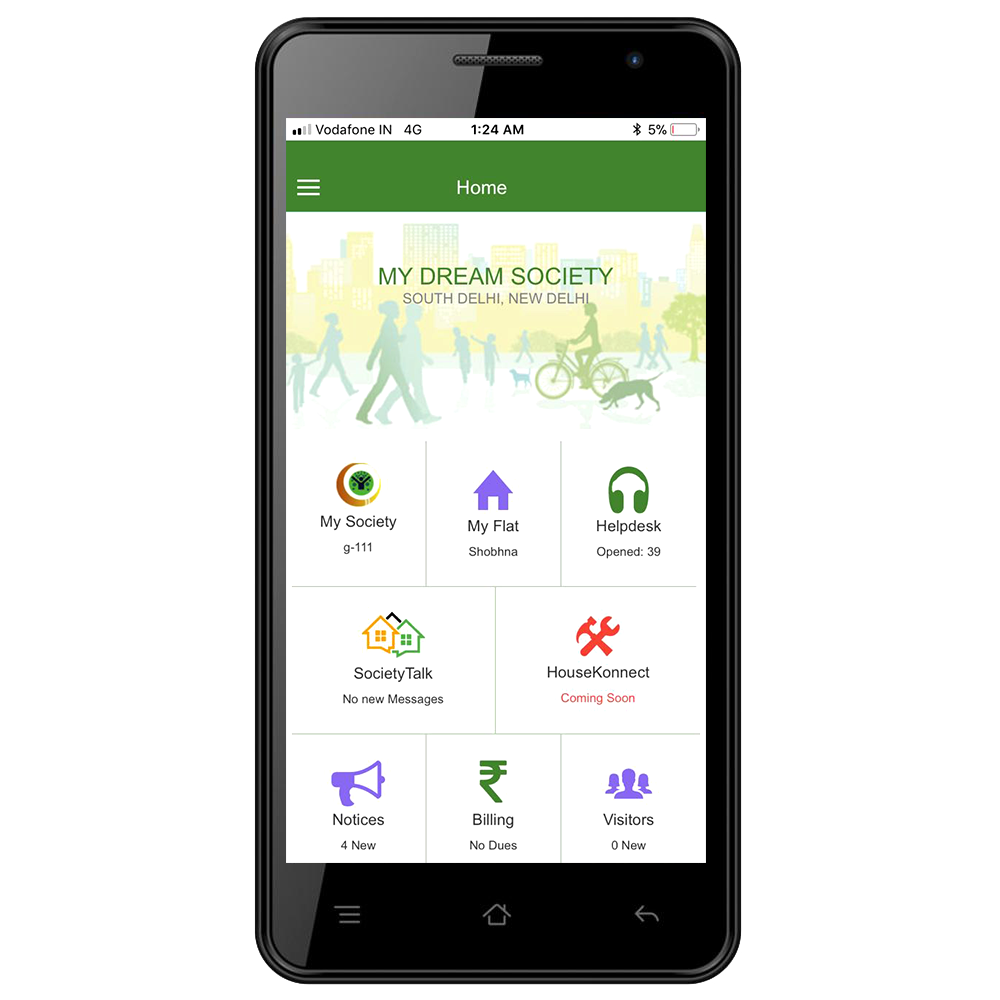 Vodafone IN 4G 1:24 AM 5%
Home
MY DREAM SOCIETY
SOUTH DELHI, NEW DELHI
My Society My Flat Helpdesk
g-111 Shobhna Opened: 39
SocietyTalk HouseKonnect
No new Messages Coming Soon
Notices Billing Visitors
4 New No Dues 0 New